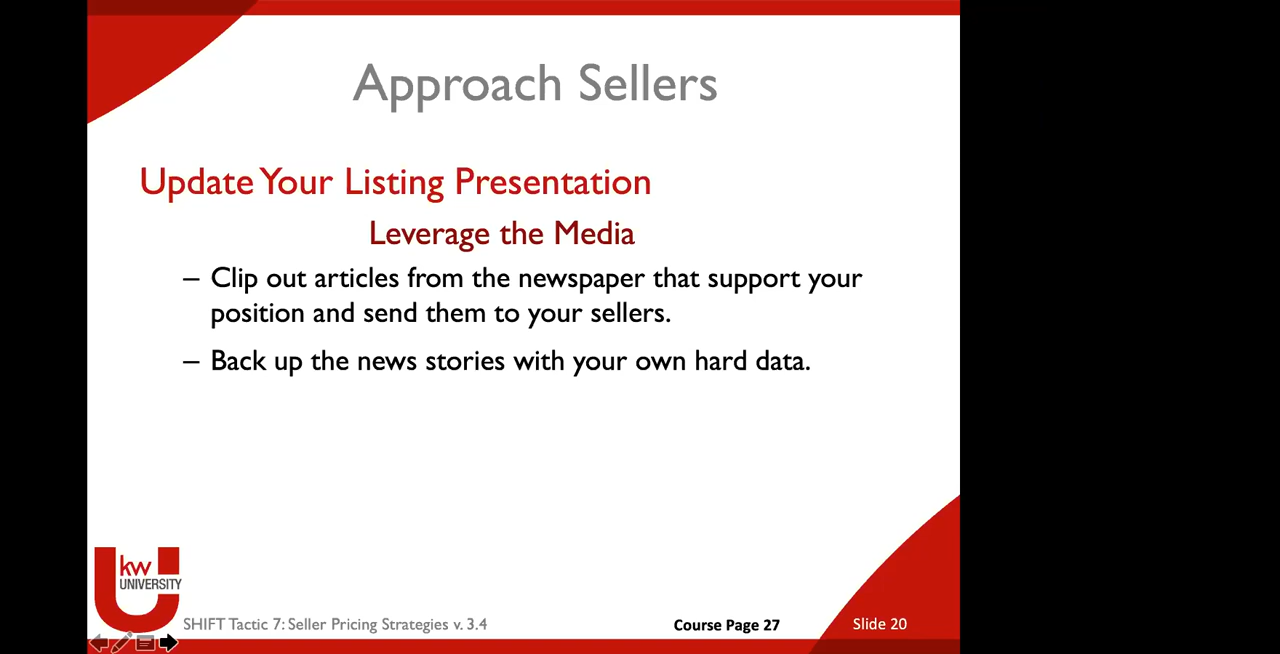 Approach Sellers
Update Your Listing Presentation
Leverage the Media
– Clip out articles from the newspaper that support your
position and send them to your sellers.
– Back up the news stories with your own hard data.
kw
UNIVERSITY
SHIFT Tactic 7: Seller Pricing Strategies v. 3.4
Course Page 27
Slide 20